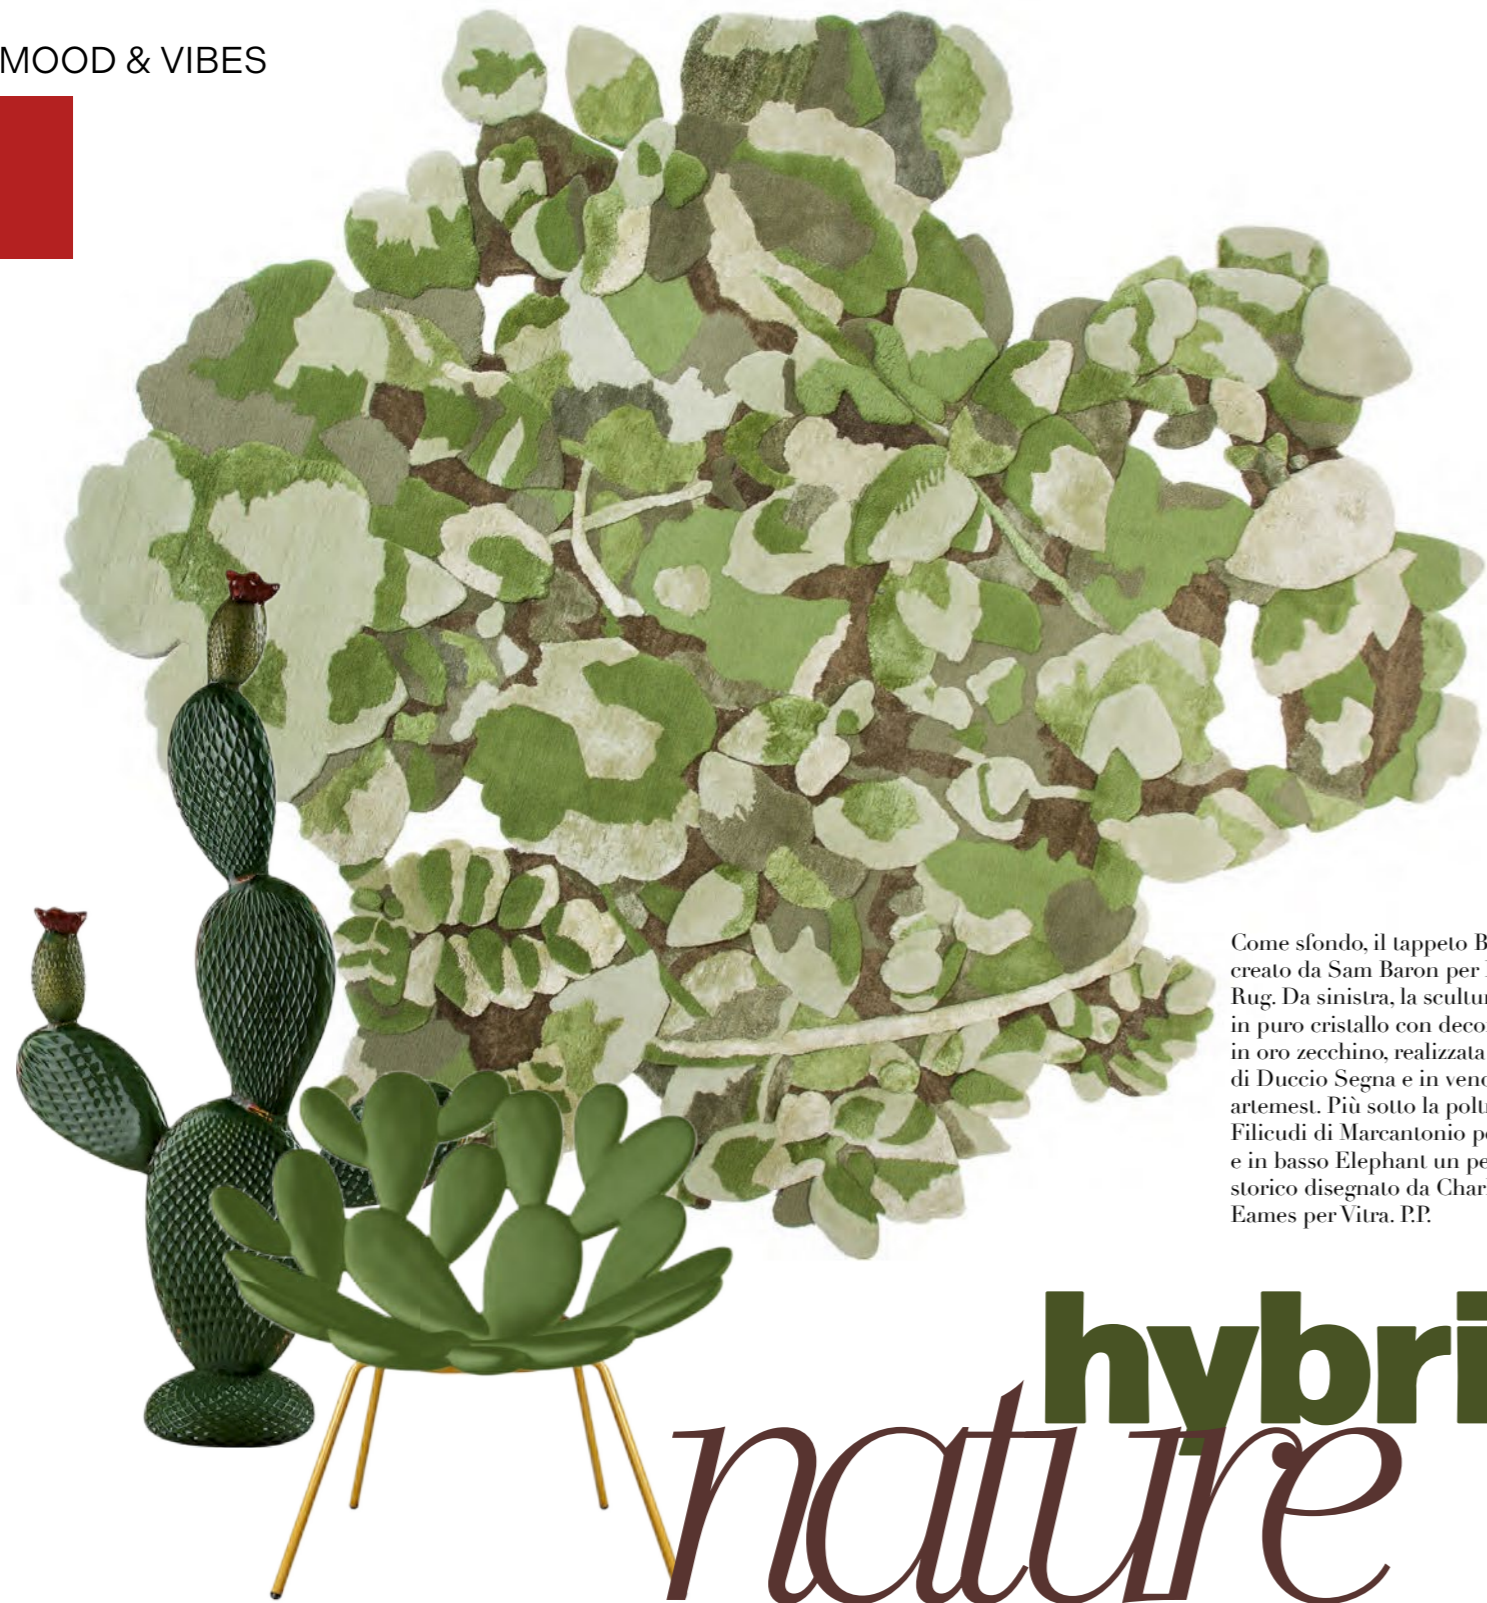 MOOD & VIBES
Come sfondo, il tappeto B
creato da Sam Baron per
Rug. Da sinistra, la scultur
in puro cristallo con deco
in oro zecchino, realizzata
di Duccio Segna e in vend
artemest. Più sotto la polt
Filicudi di Marcantonio p
e in basso Elephant un pe
storico disegnato da Char
Eames per Vitra. P.P.
hybri
nature